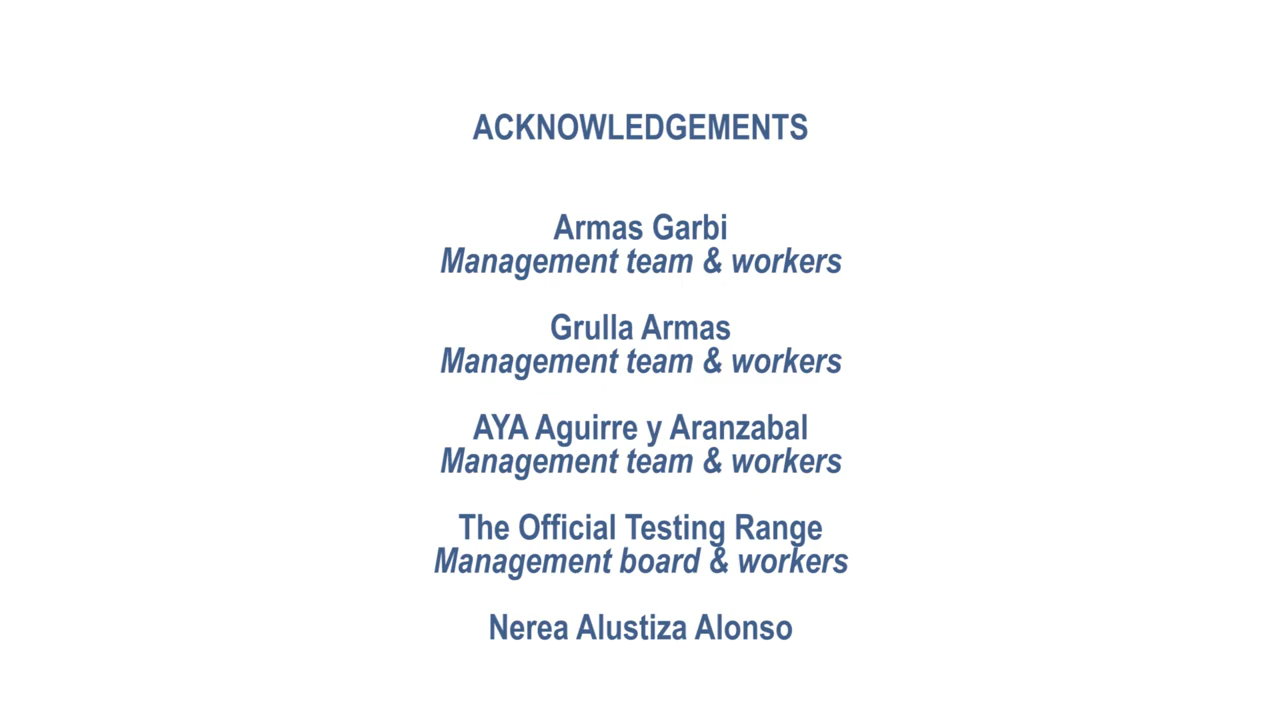 ACKNOWLEDGEMENTS
Armas Garbi
Management team & workers
Grulla Armas
Management team & workers
AYA Aguirre y Aranzabal
Management team & workers
The Official Testing Range
Management board & workers
Nerea Alustiza Alonso